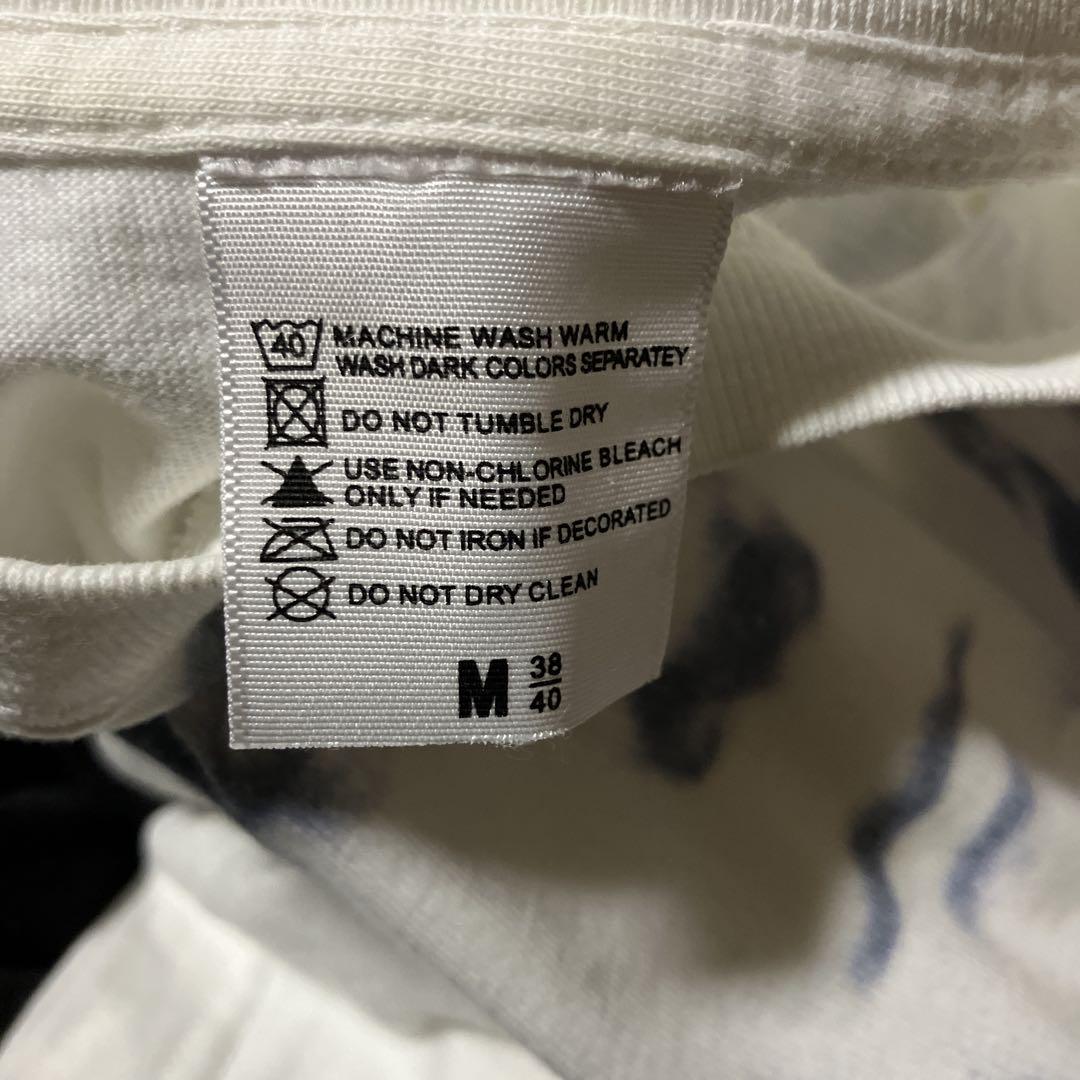 40 MACHINE WASH WARM
WASH DARK COLORS SEPARATEY
DO NOT TUMBLE DRY
USE NON-CHLORINE BLEACH
ONLY IF NEEDED
DO NOT IRON IF DECORATED
DO NOT DRY CLEAN
M 38
40